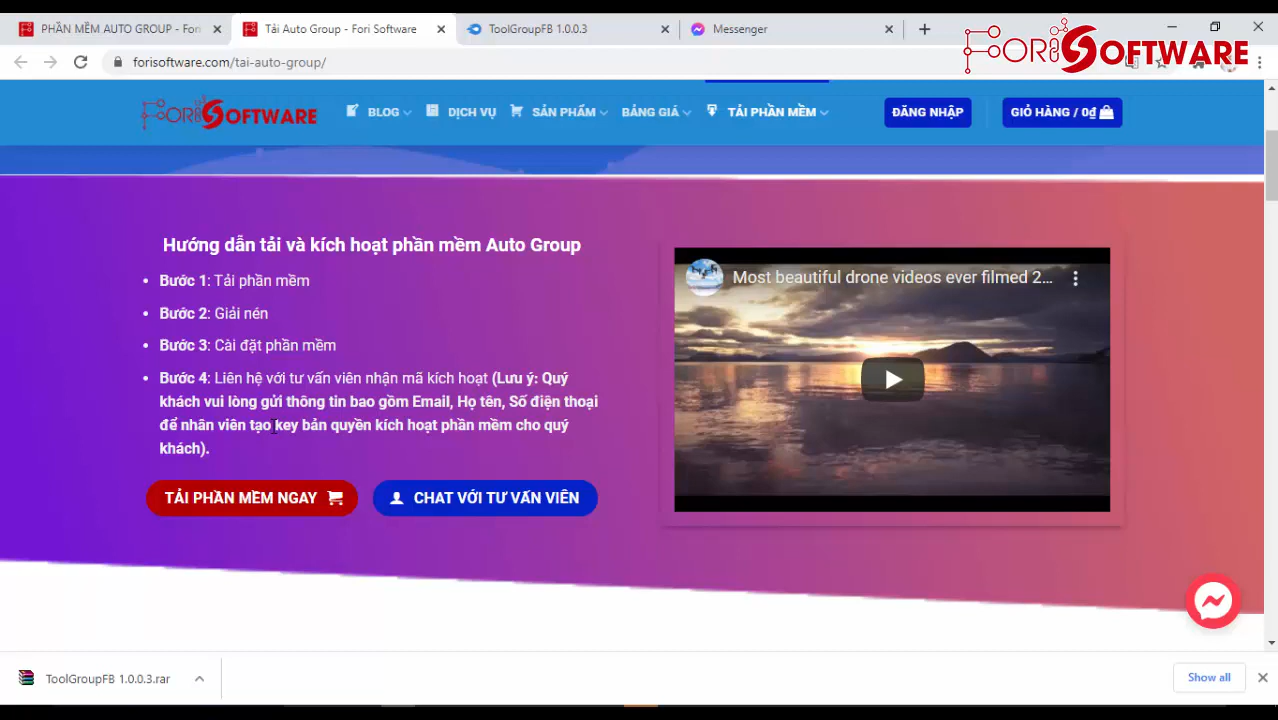 PHẦN MỀM AUTO GROUP - Fori
Tải Auto Group - Fori Software
ToolGroupFB 1.0.0.3
Messenger
FORI SOFTWARE
forisoftware.com/tai-auto-group/
FORI SOFTWARE
BLOG
DỊCH VỤ
SẢN PHẨM
BẢNG GIÁ
TẢI PHẦN MỀM
ĐĂNG NHẬP
GIỎ HÀNG / 0₫
Hướng dẫn tải và kích hoạt phần mềm Auto Group
Bước 1: Tải phần mềm
Bước 2: Giải nén
Bước 3: Cài đặt phần mềm
Bước 4: Liên hệ với tư vấn viên nhận mã kích hoạt (Lưu ý: Quý
khách vui lòng gửi thông tin bao gồm Email, Họ tên, Số điện thoại
để nhân viên tạo key bản quyền kích hoạt phần mềm cho quý
khách).
TẢI PHẦN MỀM NGAY
CHAT VỚI TƯ VẤN VIÊN
Most beautiful drone videos ever filmed 2...
ToolGroupFB 1.0.0.3.rar
Show all